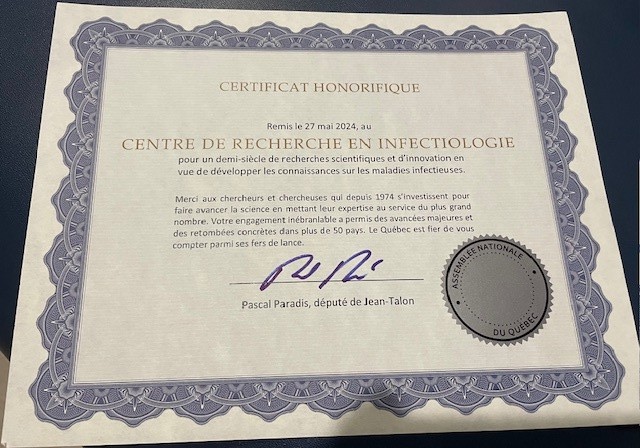 CERTIFICAT HONORIFIQUE
Remis le 27 mai 2024, au
CENTRE DE RECHERCHE EN INFECTIOLOGIE
pour un demi-siècle de recherches scientifiques et d'innovation en
vue de développer les connaissances sur les maladies infectieuses.
Merci aux chercheurs et chercheuses qui depuis 1974 s'investissent pour
faire avancer la science en mettant leur expertise au service du plus grand
nombre. Votre engagement inébranlable a permis des avancées majeures et
des retombées concrètes dans plus de 50 pays. Le Québec est fier de vous
compter parmi ses fers de lance.
Pascal Paradis, député de Jean-Talon
ASSEMBLÉE NATIONALE
DU QUÉBEC